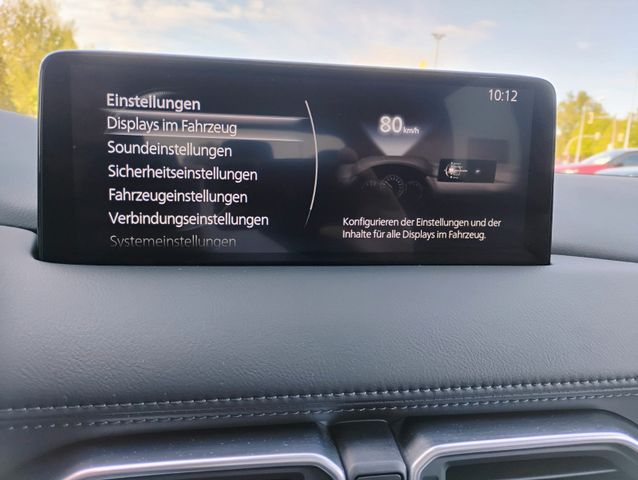 Einstellungen
10:12
Displays im Fahrzeug
80 km/h
Soundeinstellungen
Sicherheitseinstellungen
Fahrzeugeinstellungen
Verbindungseinstellungen
Systemeinstellungen
Konfigurieren der Einstellungen und der
Inhalte für alle Displays im Fahrzeug.